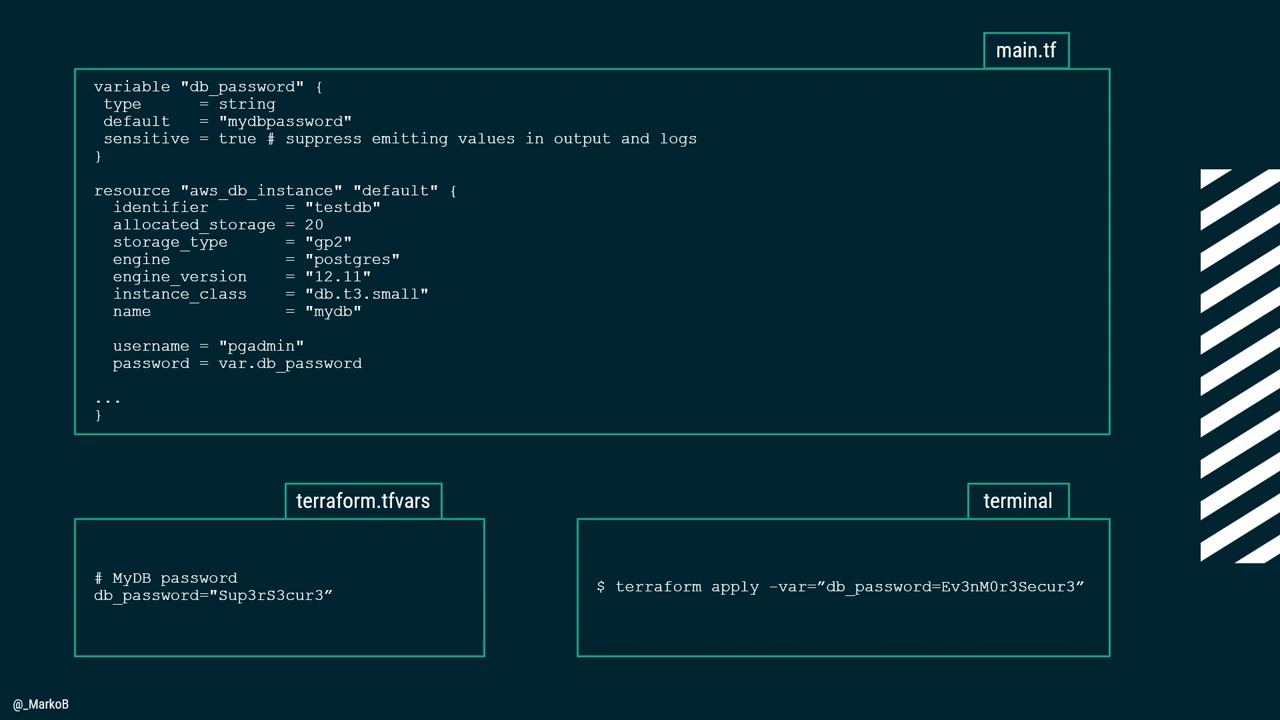 main.tf
variable "db_password" {
 type      = string
 default   = "mydbpassword"
 sensitive = true # suppress emitting values in output and logs
}
resource "aws_db_instance" "default" {
  identifier        = "testdb"
  allocated_storage = 20
  storage_type      = "gp2"
  engine            = "postgres"
  engine_version    = "12.11"
  instance_class    = "db.t3.small"
  name              = "mydb"
  username = "pgadmin"
  password = var.db_password
...
}
terraform.tfvars
# MyDB password
db_password="Sup3rS3cur3”
terminal
$ terraform apply –var=”db_password=Ev3nM0r3Secur3”
@_MarkoB